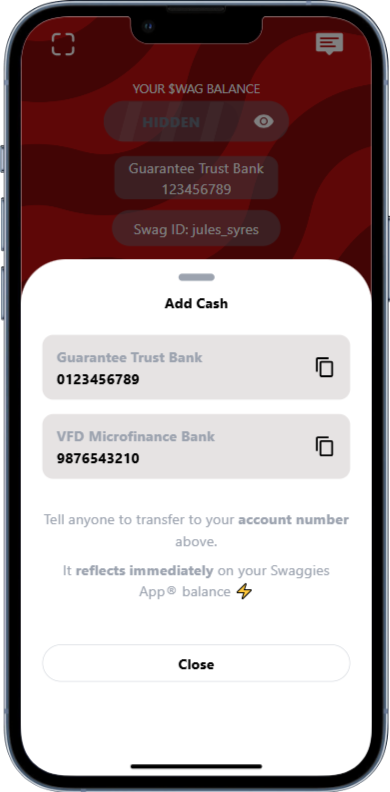 YOUR $WAG BALANCE
HIDDEN
Guarantee Trust Bank
123456789
Swag ID: jules_syres
Add Cash
Guarantee Trust Bank
0123456789
VFD Microfinance Bank
9876543210
Tell anyone to transfer to your account number
above.
It reflects immediately on your Swaggies
App® balance ⚡
Close